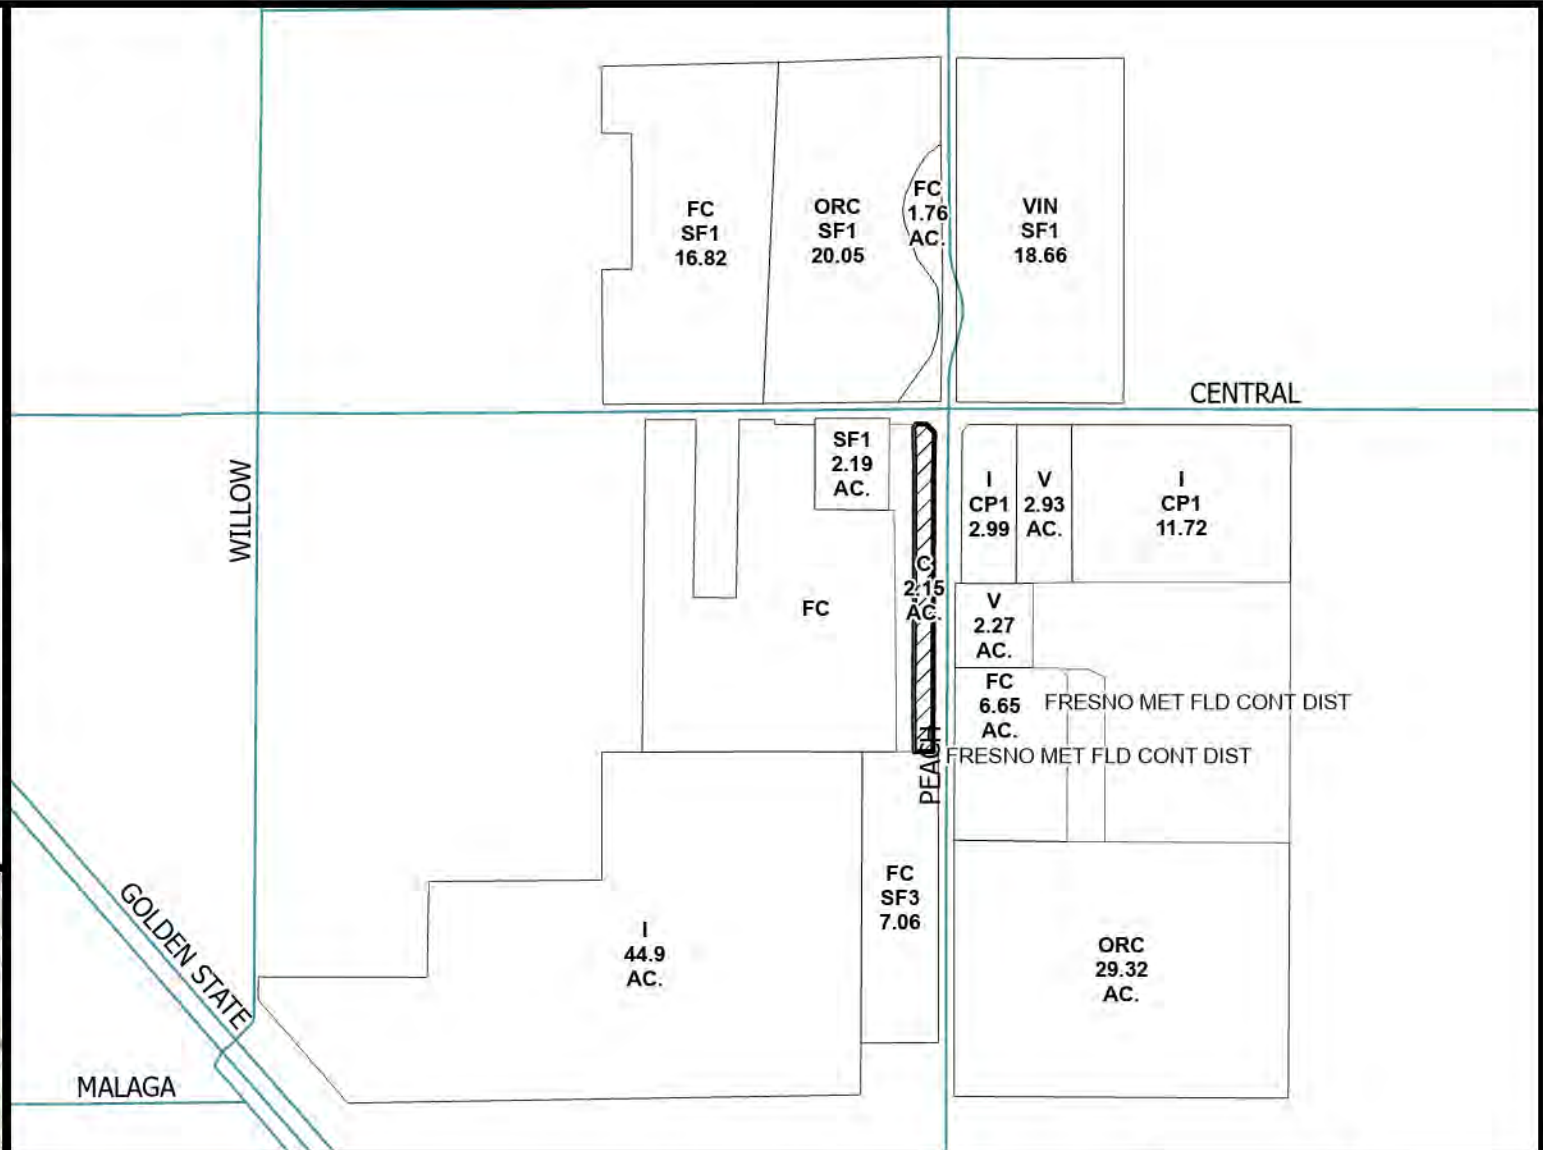 FC
SF1
16.82
ORC
SF1
20.05
FC
1.76
AC.
VIN
SF1
18.66
CENTRAL
WILLOW
SF1
2.19
AC.
I
CP1
2.99
V
2.93
AC.
I
CP1
11.72
C
2.15
AC.
FC
V
2.27
AC.
FC
6.65
AC.
FRESNO MET FLD CONT DIST
FRESNO MET FLD CONT DIST
PEACH
FC
SF3
7.06
I
44.9
AC.
ORC
29.32
AC.
GOLDEN STATE
MALAGA